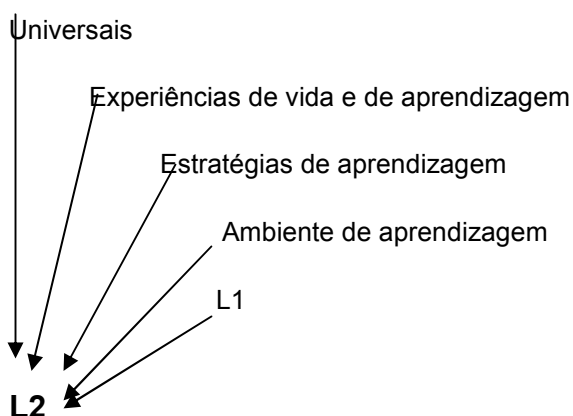 Universais
Experiências de vida e de aprendizagem
Estratégias de aprendizagem
Ambiente de aprendizagem
L1
L2